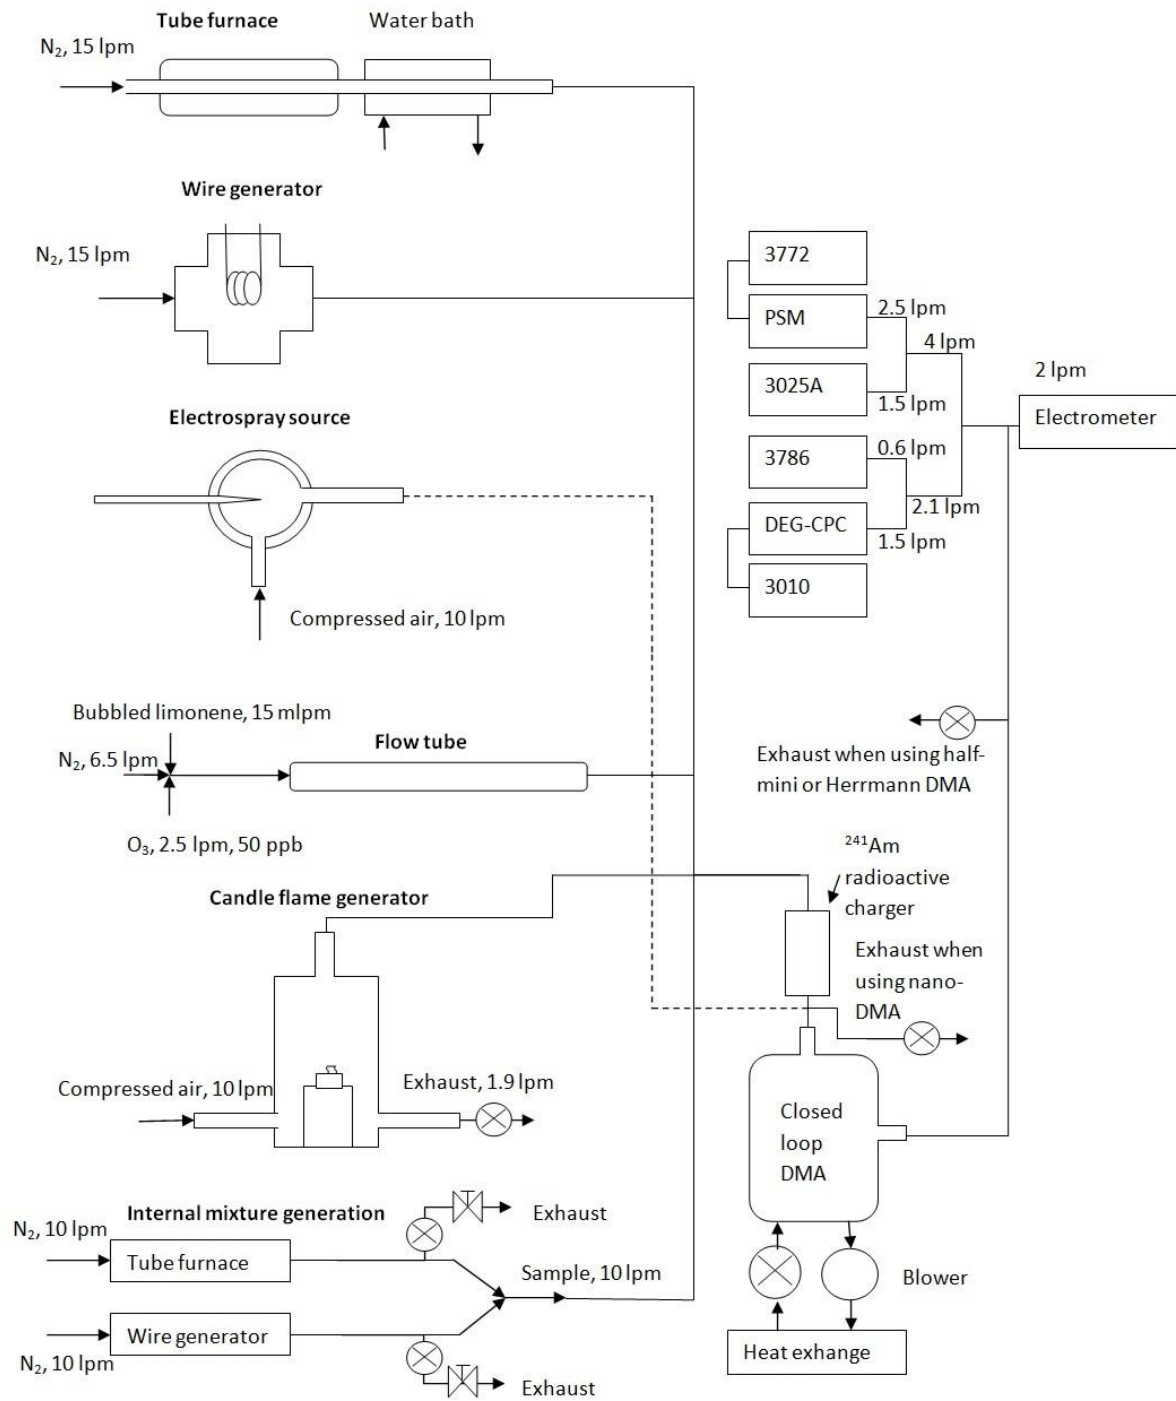 Tube furnace
Water bath
N₂, 15 lpm
Wire generator
N₂, 15 lpm
Electrospray source
Compressed air, 10 lpm
Bubbled limonene, 15 mlpm
Flow tube
N₂, 6.5 lpm
O₃, 2.5 lpm, 50 ppb
Candle flame generator
Compressed air, 10 lpm
Exhaust, 1.9 lpm
Internal mixture generation
N₂, 10 lpm
Tube furnace
Exhaust
Sample, 10 lpm
Wire generator
N₂, 10 lpm
Exhaust
3772
PSM
2.5 lpm
4 lpm
3025A
1.5 lpm
3786
0.6 lpm
2.1 lpm
DEG-CPC
1.5 lpm
3010
2 lpm
Electrometer
Exhaust when using half-
mini or Herrmann DMA
²⁴¹Am
radioactive
charger
Exhaust when
using nano-
DMA
Closed
loop
DMA
Blower
Heat exhange